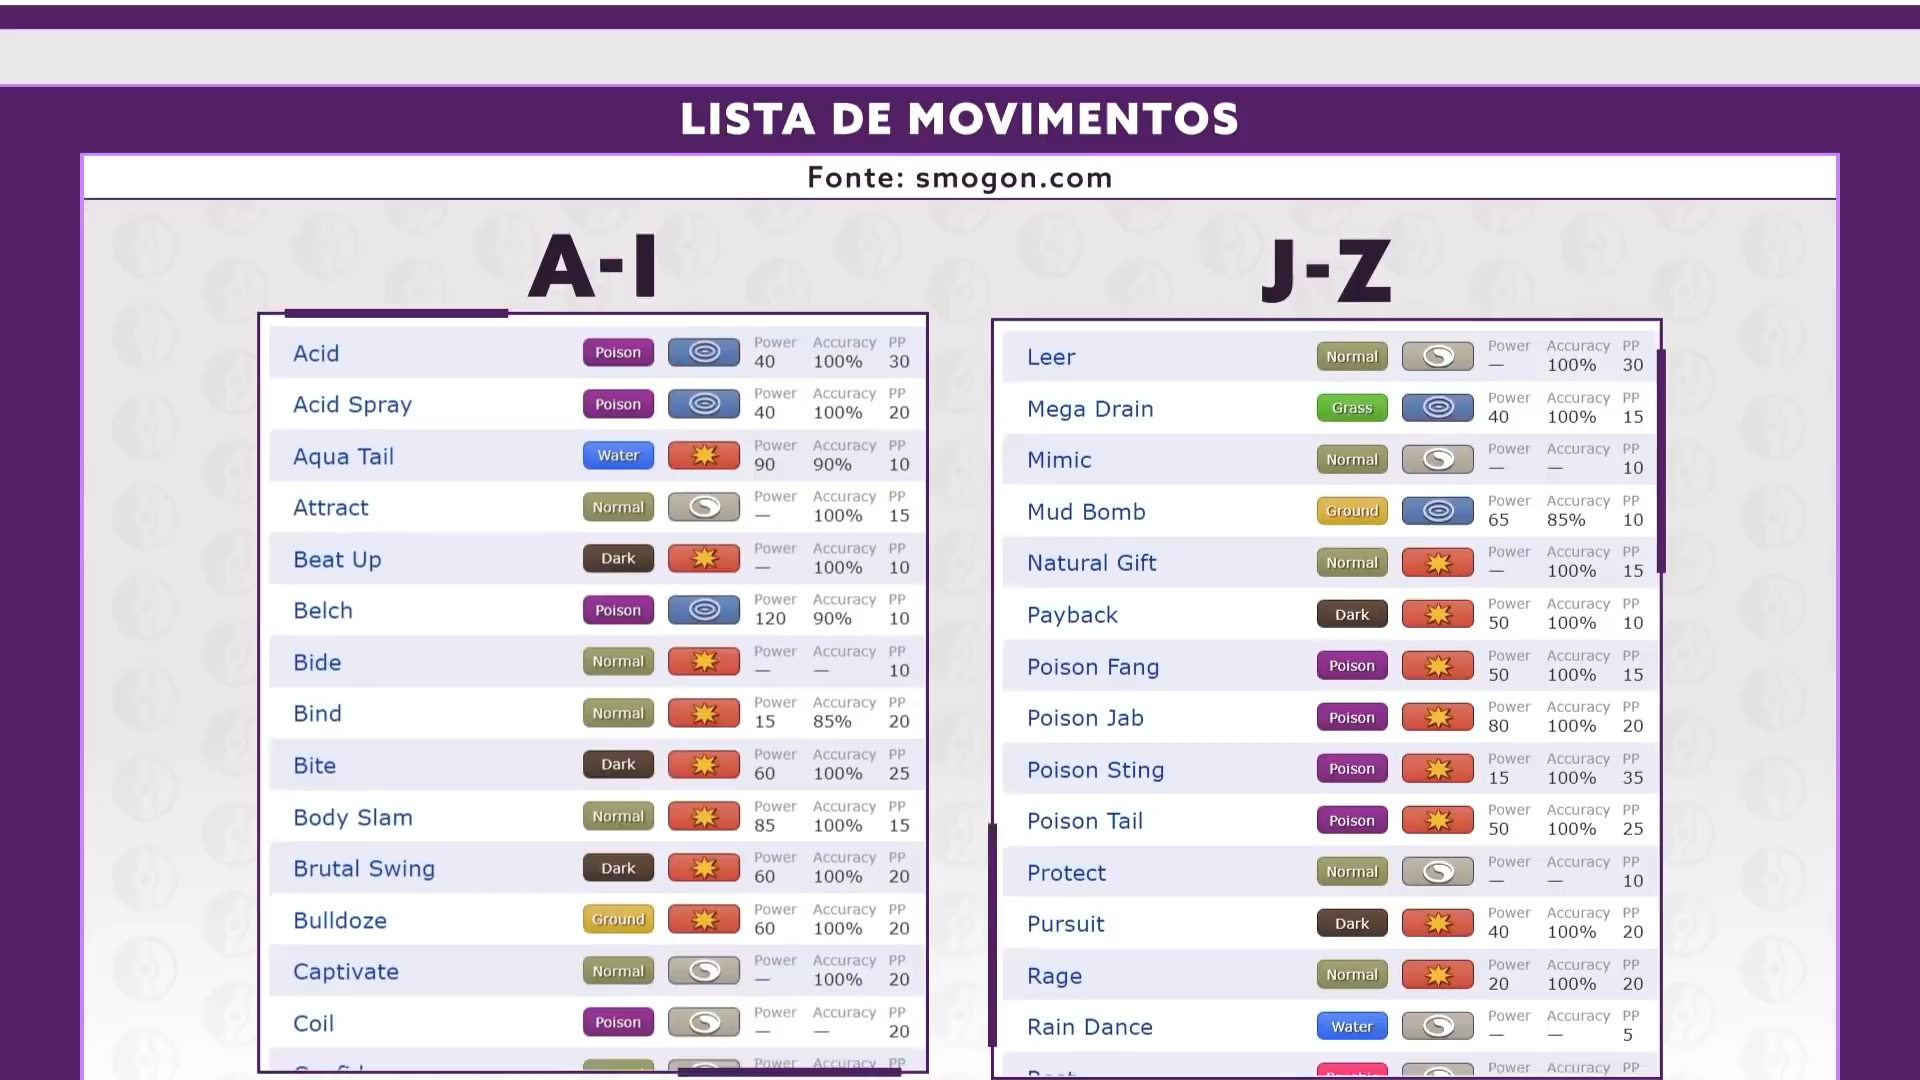 LISTA DE MOVIMENTOS
Fonte: smogon.com
A-I
Acid Poison Power 40 Accuracy 100% PP 30
Acid Spray Poison Power 40 Accuracy 100% PP 20
Aqua Tail Water Power 90 Accuracy 90% PP 10
Attract Normal Power — Accuracy 100% PP 15
Beat Up Dark Power — Accuracy 100% PP 10
Belch Poison Power 120 Accuracy 90% PP 10
Bide Normal Power — Accuracy — PP 10
Bind Normal Power 15 Accuracy 85% PP 20
Bite Dark Power 60 Accuracy 100% PP 25
Body Slam Normal Power 85 Accuracy 100% PP 15
Brutal Swing Dark Power 60 Accuracy 100% PP 20
Bulldoze Ground Power 60 Accuracy 100% PP 20
Captivate Normal Power — Accuracy 100% PP 20
Coil Poison Power — Accuracy — PP 20
Power Accuracy PP
J-Z
Leer Normal Power — Accuracy 100% PP 30
Mega Drain Grass Power 40 Accuracy 100% PP 15
Mimic Normal Power — Accuracy — PP 10
Mud Bomb Ground Power 65 Accuracy 85% PP 10
Natural Gift Normal Power — Accuracy 100% PP 15
Payback Dark Power 50 Accuracy 100% PP 10
Poison Fang Poison Power 50 Accuracy 100% PP 15
Poison Jab Poison Power 80 Accuracy 100% PP 20
Poison Sting Poison Power 15 Accuracy 100% PP 35
Poison Tail Poison Power 50 Accuracy 100% PP 25
Protect Normal Power — Accuracy — PP 10
Pursuit Dark Power 40 Accuracy 100% PP 20
Rage Normal Power 20 Accuracy 100% PP 20
Rain Dance Water Power — Accuracy — PP 5
Power Accuracy PP